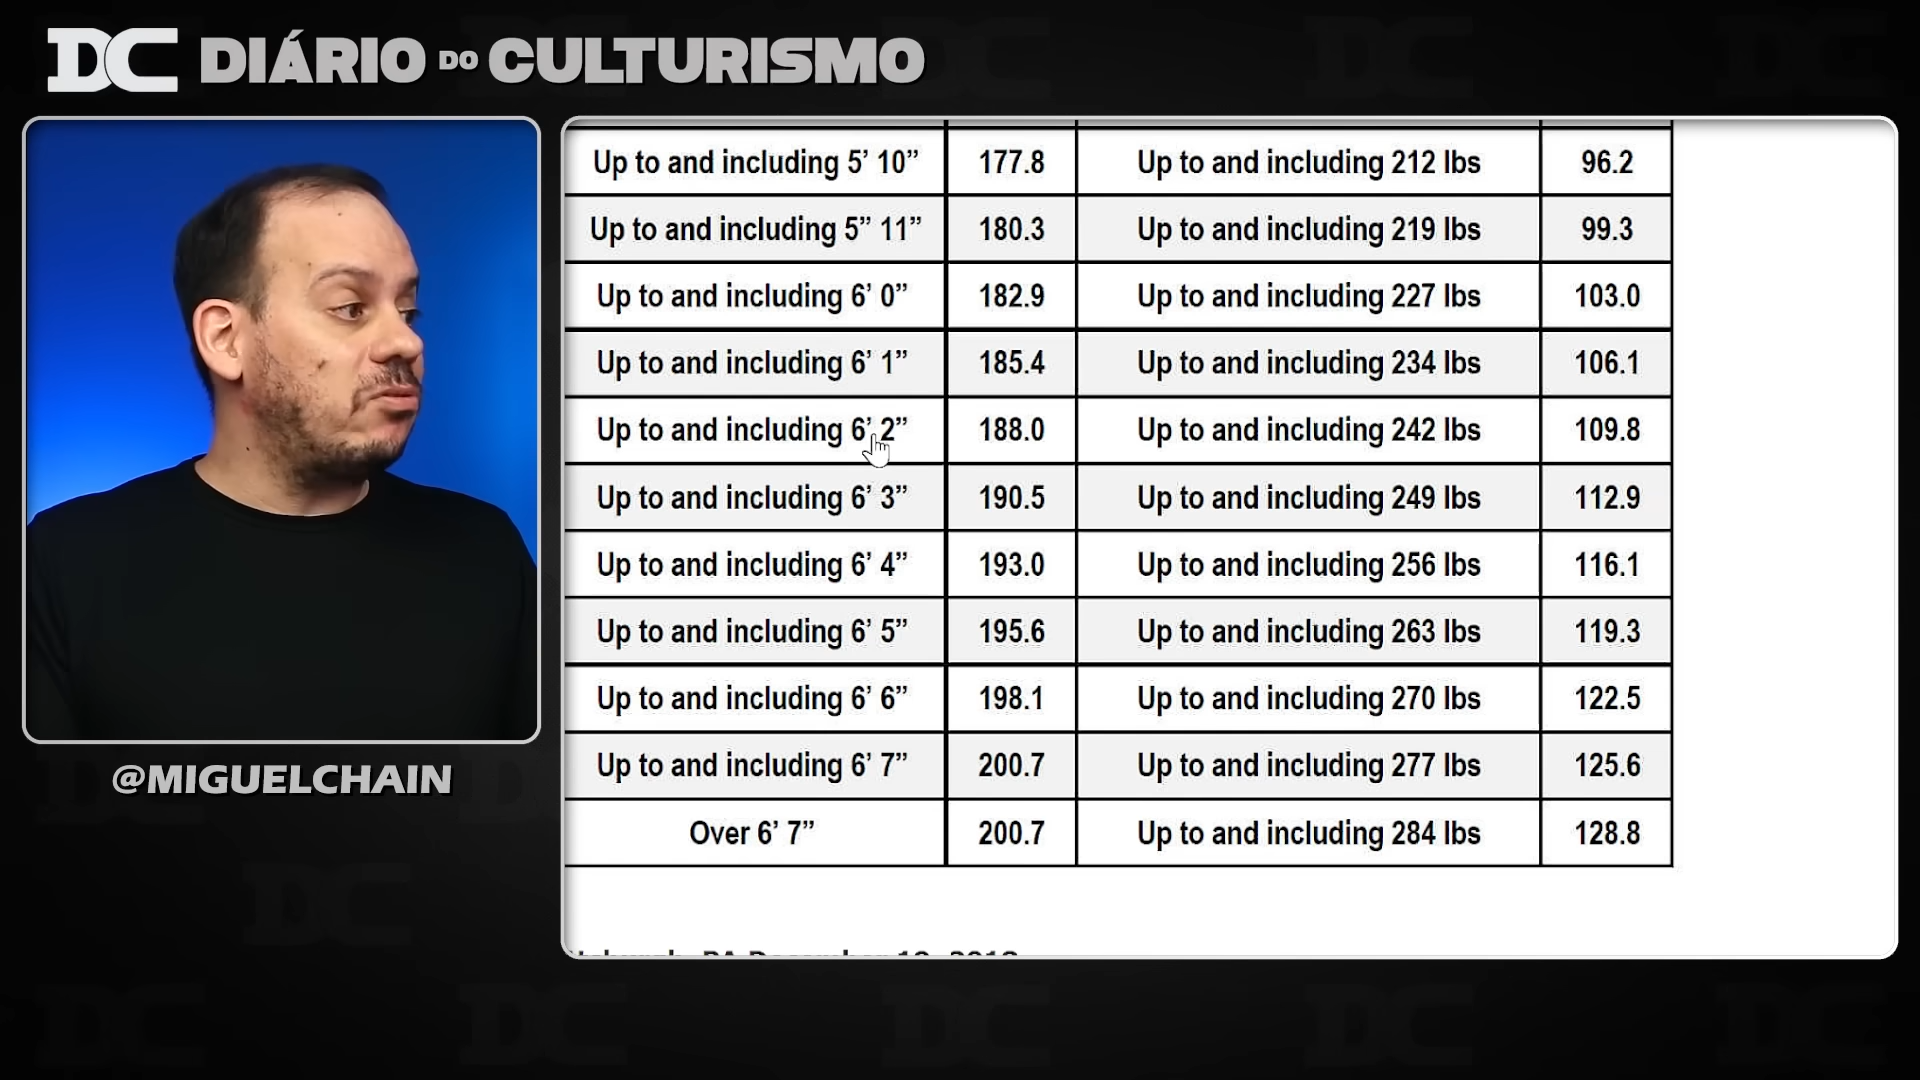 DC DIÁRIO DO CULTURISMO
Up to and including 5’ 10” 177.8 Up to and including 212 lbs 96.2
Up to and including 5” 11” 180.3 Up to and including 219 lbs 99.3
Up to and including 6’ 0” 182.9 Up to and including 227 lbs 103.0
Up to and including 6’ 1” 185.4 Up to and including 234 lbs 106.1
Up to and including 6’ 2” 188.0 Up to and including 242 lbs 109.8
Up to and including 6’ 3” 190.5 Up to and including 249 lbs 112.9
Up to and including 6’ 4” 193.0 Up to and including 256 lbs 116.1
Up to and including 6’ 5” 195.6 Up to and including 263 lbs 119.3
Up to and including 6’ 6” 198.1 Up to and including 270 lbs 122.5
Up to and including 6’ 7” 200.7 Up to and including 277 lbs 125.6
Over 6’ 7” 200.7 Up to and including 284 lbs 128.8
@MIGUELCHAIN